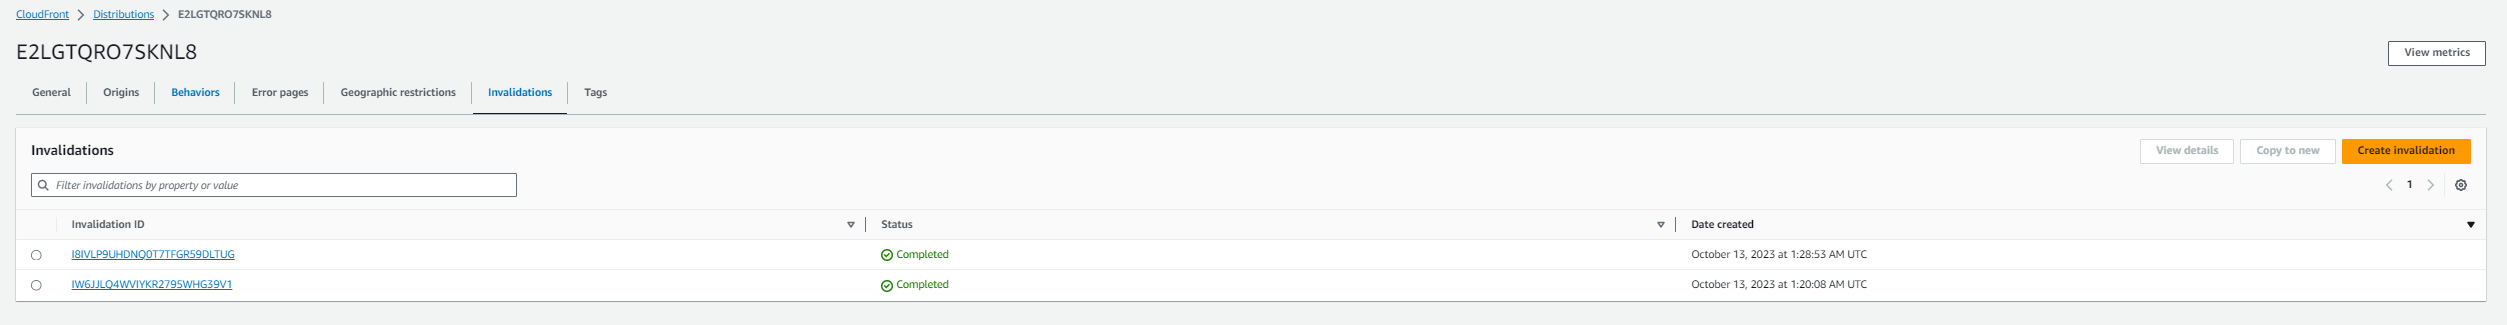 CloudFront > Distributions > E2LGTQRO7SKNL8
E2LGTQRO7SKNL8
View metrics
General Origins Behaviors Error pages Geographic restrictions Invalidations Tags
Invalidations
View details Copy to new Create invalidation
Filter invalidations by property or value
1
Invalidation ID Status Date created
I8IVLP9UHDNQ0T7TFGR59DLTUG Completed October 13, 2023 at 1:28:53 AM UTC
IW6JJLQ4WVIYKR2795WHG39V1 Completed October 13, 2023 at 1:20:08 AM UTC